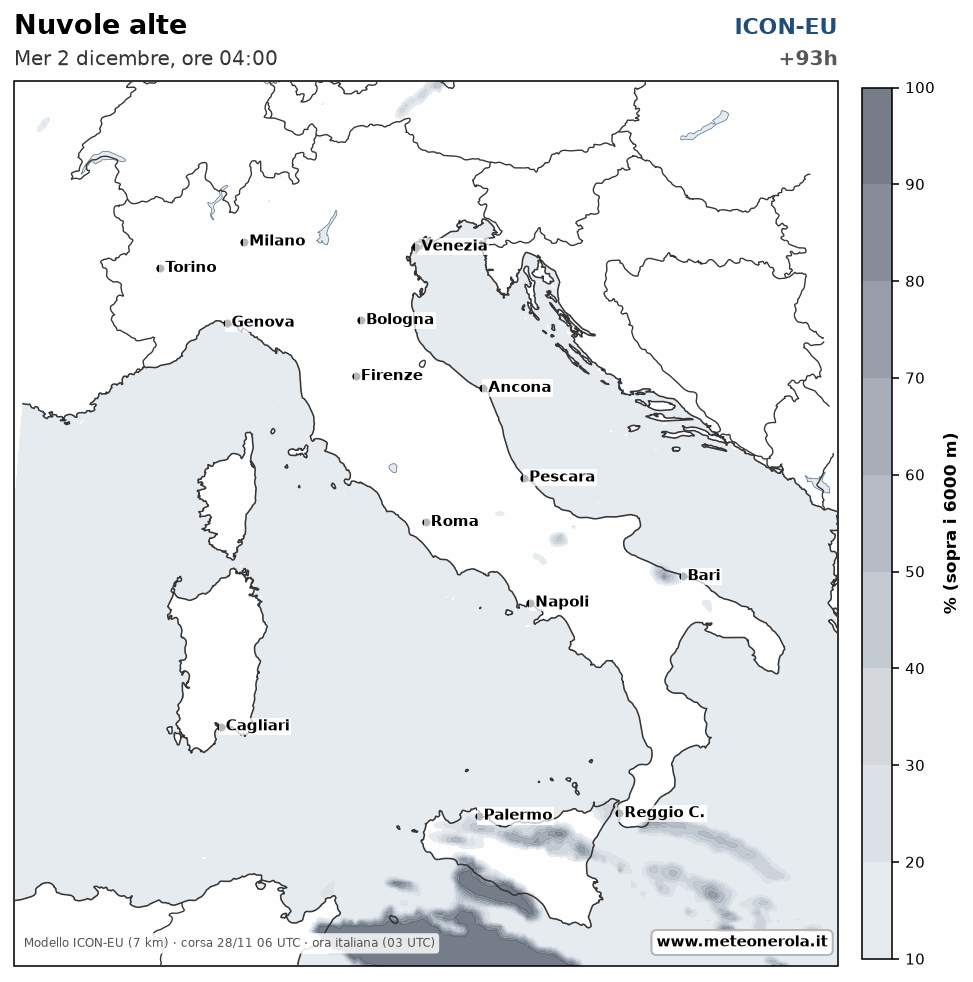 Nuvole alte
ICON-EU
Mer 2 dicembre, ore 04:00
+93h
100
90
80
70
60
50
40
30
20
10
% (sopra i 6000 m)
Milano
Venezia
Torino
Genova
Bologna
Firenze
Ancona
Pescara
Roma
Bari
Napoli
Cagliari
Palermo
Reggio C.
Modello ICON-EU (7 km) · corsa 28/11 06 UTC · ora italiana (03 UTC)
www.meteonerola.it